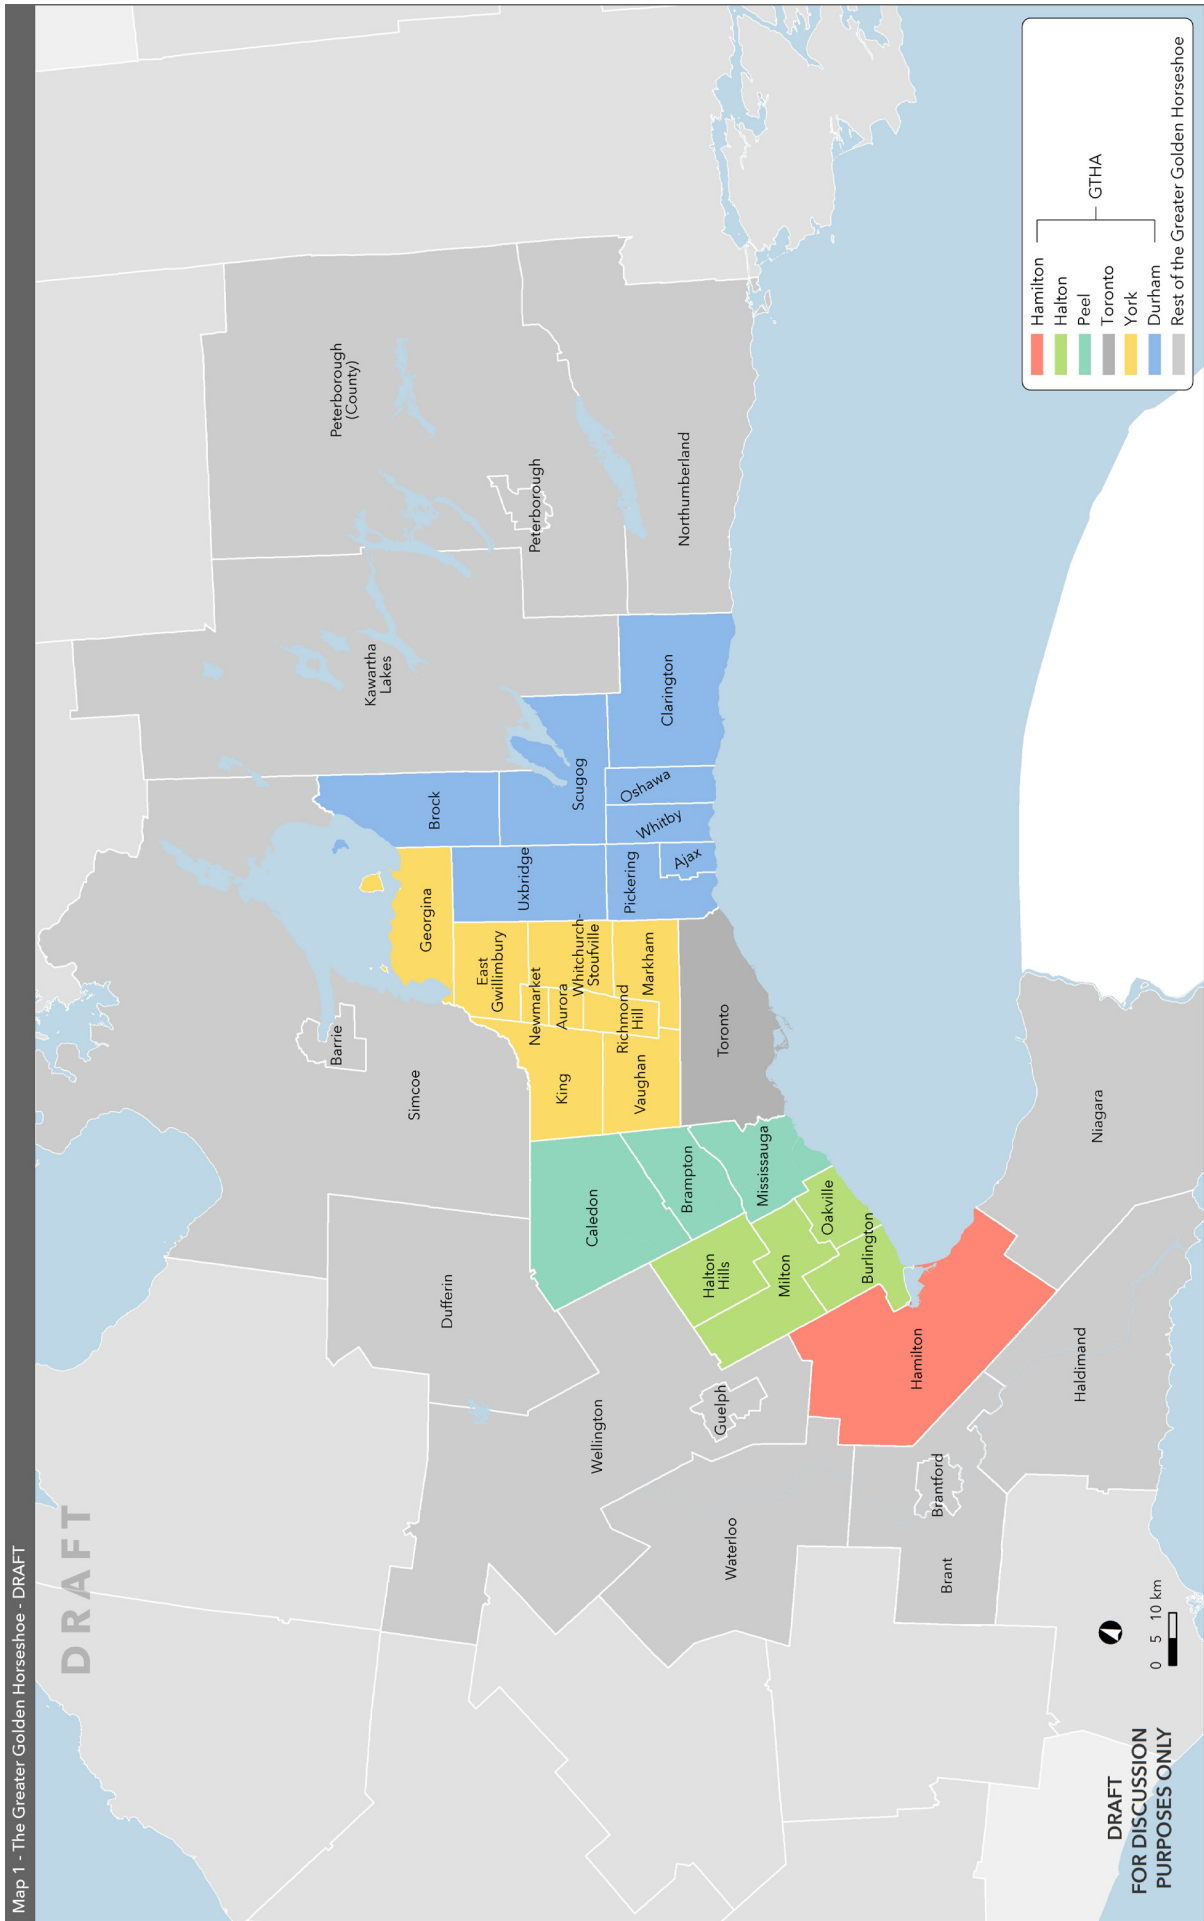 Map 1 - The Greater Golden Horseshoe - DRAFT
DRAFT
Peterborough
(County)
Barrie
Kawartha
Lakes
Simcoe
Georgina
Brock
Dufferin
East
Gwillimbury
Uxbridge
Peterborough
Newmarket
King
Aurora
Whitchurch-
Stoufville
Scugog
Caledon
Wellington
Richmond
Hill
Pickering
Oshawa
Vaughan
Markham
Whitby
Clarington
Northumberland
Brampton
Ajax
Toronto
Halton
Hills
Guelph
Waterloo
Mississauga
Milton
Oakville
Burlington
Hamilton
Brantford
Brant
Haldimand
Niagara
Hamilton
Halton
Peel
Toronto
York
Durham
Rest of the Greater Golden Horseshoe
GTHA
0 5 10 km
DRAFT
FOR DISCUSSION
PURPOSES ONLY